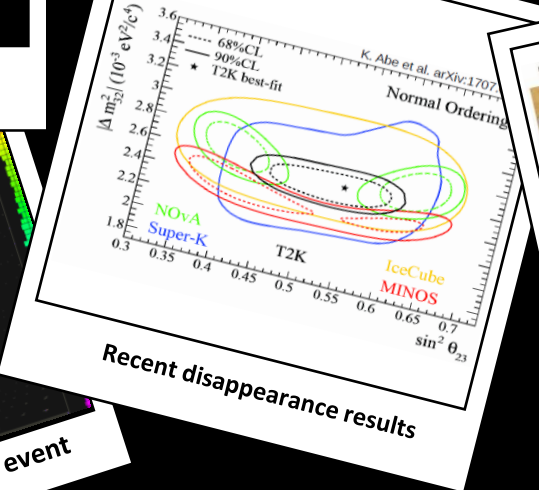 K. Abe et al. arXiv:1707.
Normal Ordering
68%CL
90%CL
T2K best-fit
|Δm²₃₂| (10⁻³ eV²/c⁴)
3.6
3.4
3.2
3
2.8
2.6
2.4
2.2
2
1.8
NOνA
Super-K
T2K
IceCube
MINOS
0.3 0.35 0.4 0.45 0.5 0.55 0.6 0.65 0.7
sin² θ₂₃
Recent disappearance results
event